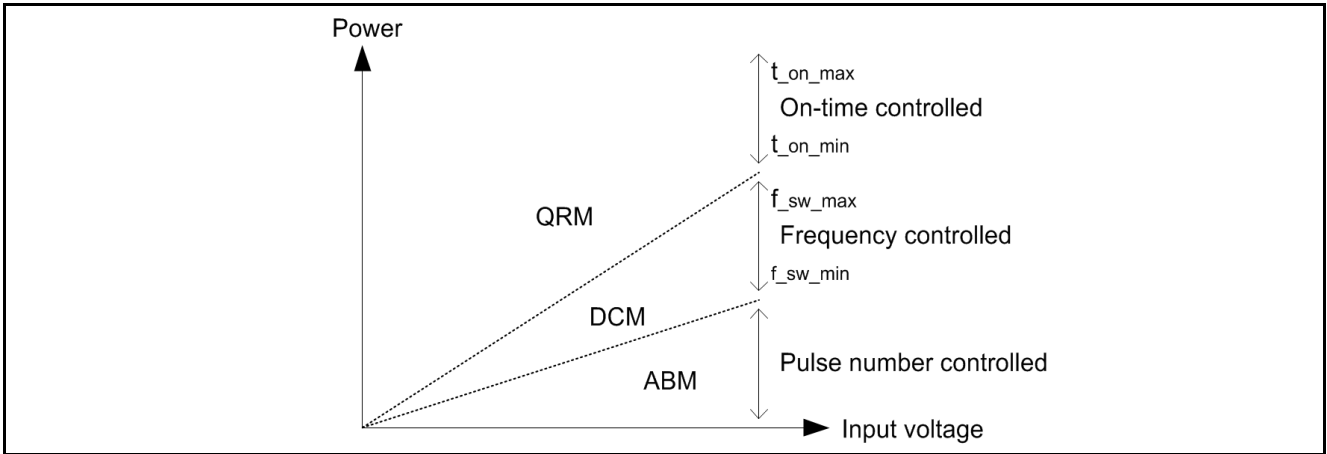 Power
t_on_max
On-time controlled
t_on_min
f_sw_max
QRM
Frequency controlled
f_sw_min
DCM
Pulse number controlled
ABM
Input voltage